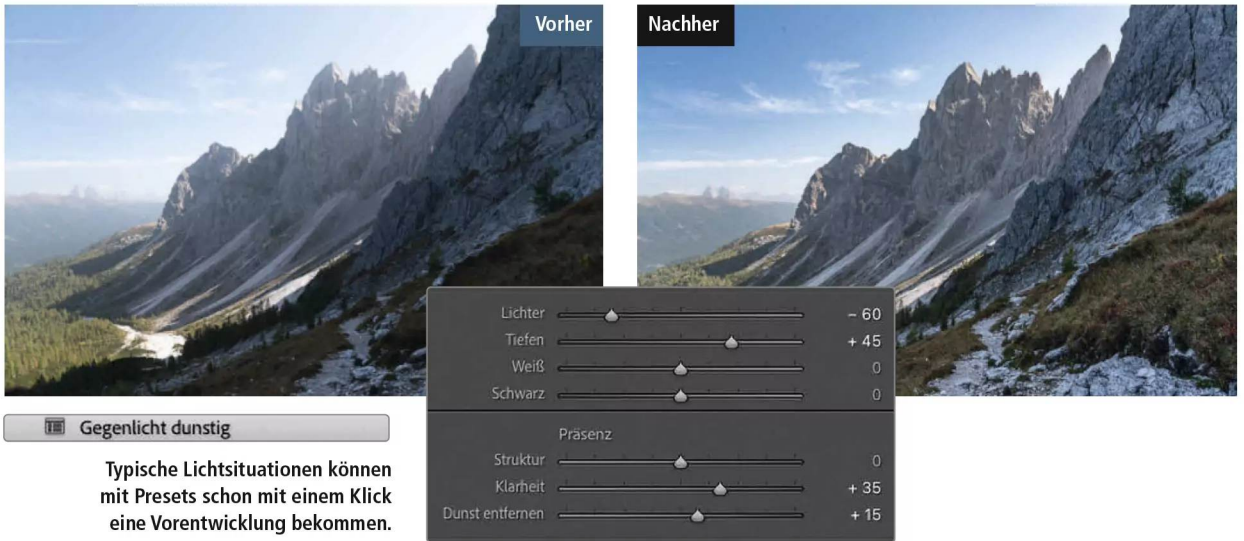 Vorher
Nachher
Lichter – 60
Tiefen + 45
Weiß 0
Schwarz 0
Präsenz
Struktur 0
Klarheit + 35
Dunst entfernen + 15
Gegenlicht dunstig
Typische Lichtsituationen können
mit Presets schon mit einem Klick
eine Vorentwicklung bekommen.